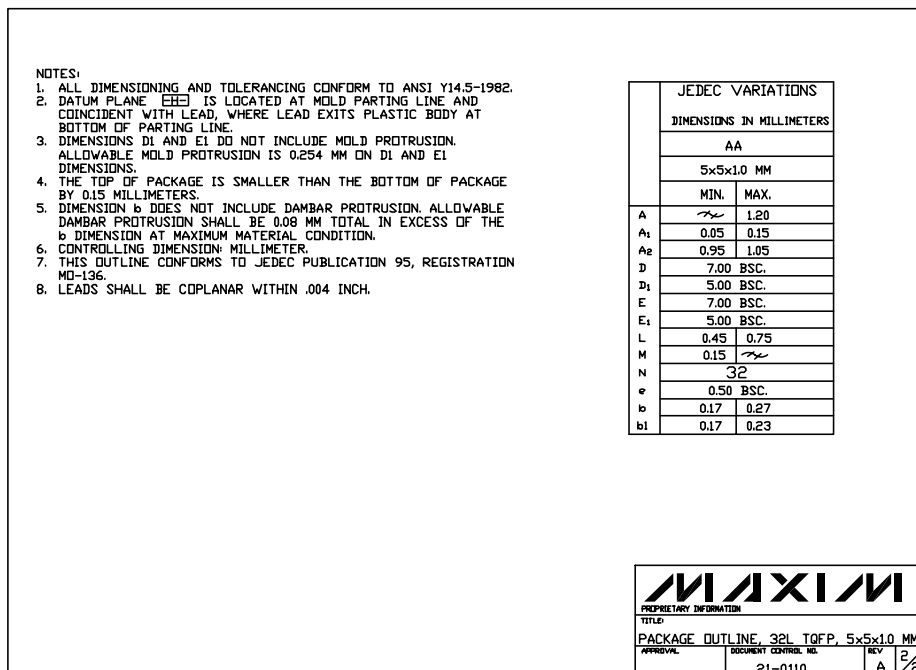 NOTES:
1. ALL DIMENSIONING AND TOLERANCING CONFORM TO ANSI Y14.5-1982.
2. DATUM PLANE -H- IS LOCATED AT MOLD PARTING LINE AND
COINCIDENT WITH LEAD, WHERE LEAD EXITS PLASTIC BODY AT
BOTTOM OF PARTING LINE.
3. DIMENSIONS D1 AND E1 DO NOT INCLUDE MOLD PROTRUSION.
ALLOWABLE MOLD PROTRUSION IS 0.254 MM ON D1 AND E1
DIMENSIONS.
4. THE TOP OF PACKAGE IS SMALLER THAN THE BOTTOM OF PACKAGE
BY 0.15 MILLIMETERS.
5. DIMENSION b DOES NOT INCLUDE DAMBAR PROTRUSION. ALLOWABLE
DAMBAR PROTRUSION SHALL BE 0.08 MM TOTAL IN EXCESS OF THE
b DIMENSION AT MAXIMUM MATERIAL CONDITION.
6. CONTROLLING DIMENSION: MILLIMETER.
7. THIS OUTLINE CONFORMS TO JEDEC PUBLICATION 95, REGISTRATION
MO-136.
8. LEADS SHALL BE COPLANAR WITHIN .004 INCH.
JEDEC VARIATIONS
DIMENSIONS IN MILLIMETERS
AA
5x5x1.0 MM
MIN. MAX.
A 1.20
A1 0.05 0.15
A2 0.95 1.05
D 7.00 BSC.
D1 5.00 BSC.
E 7.00 BSC.
E1 5.00 BSC.
L 0.45 0.75
M 0.15
N 32
e 0.50 BSC.
b 0.17 0.27
b1 0.17 0.23
MAXIM
PROPRIETARY INFORMATION
TITLE:
PACKAGE OUTLINE, 32L TQFP, 5x5x1.0 MM
APPROVAL DOCUMENT CONTROL NO. REV
21-0110 A 2/